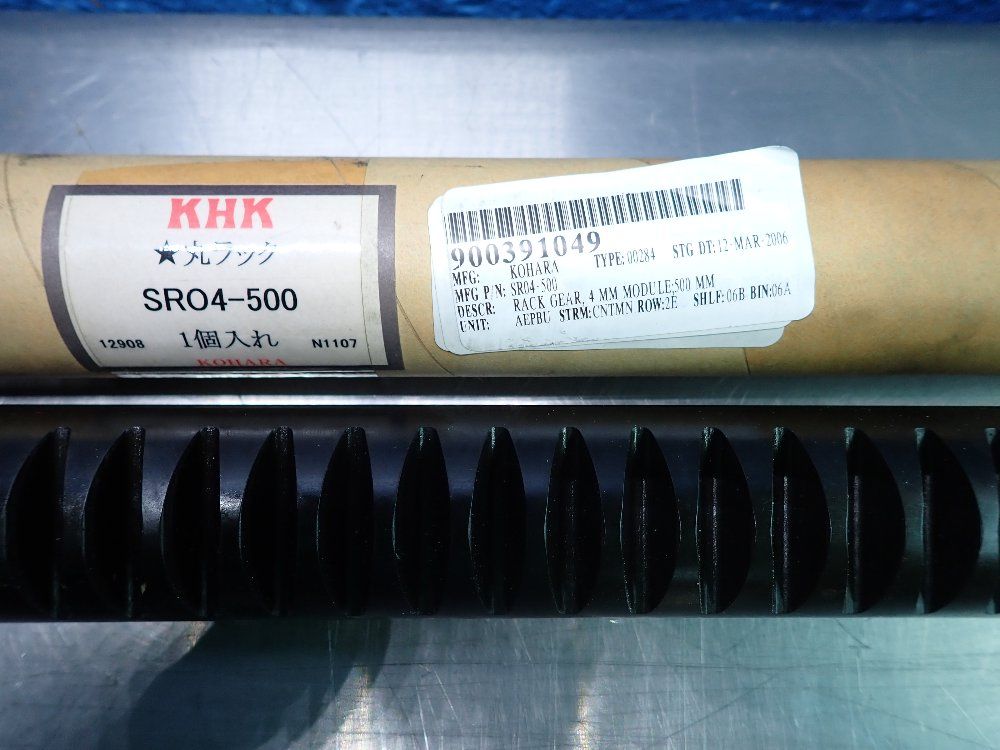 KHK
★丸ラック
SRO4-500
1個入れ
12908 N1107
KOHARA
900391049
MFG: KOHARA TYPE: 00284 STG DT: 12-MAR-2006
MFG P/N: SR04-500
DESCR: RACK GEAR, 4 MM MODULE;500 MM
UNIT: AEPBU STRM: CNTMN ROW: 2E SHLF: 06B BIN: 06A